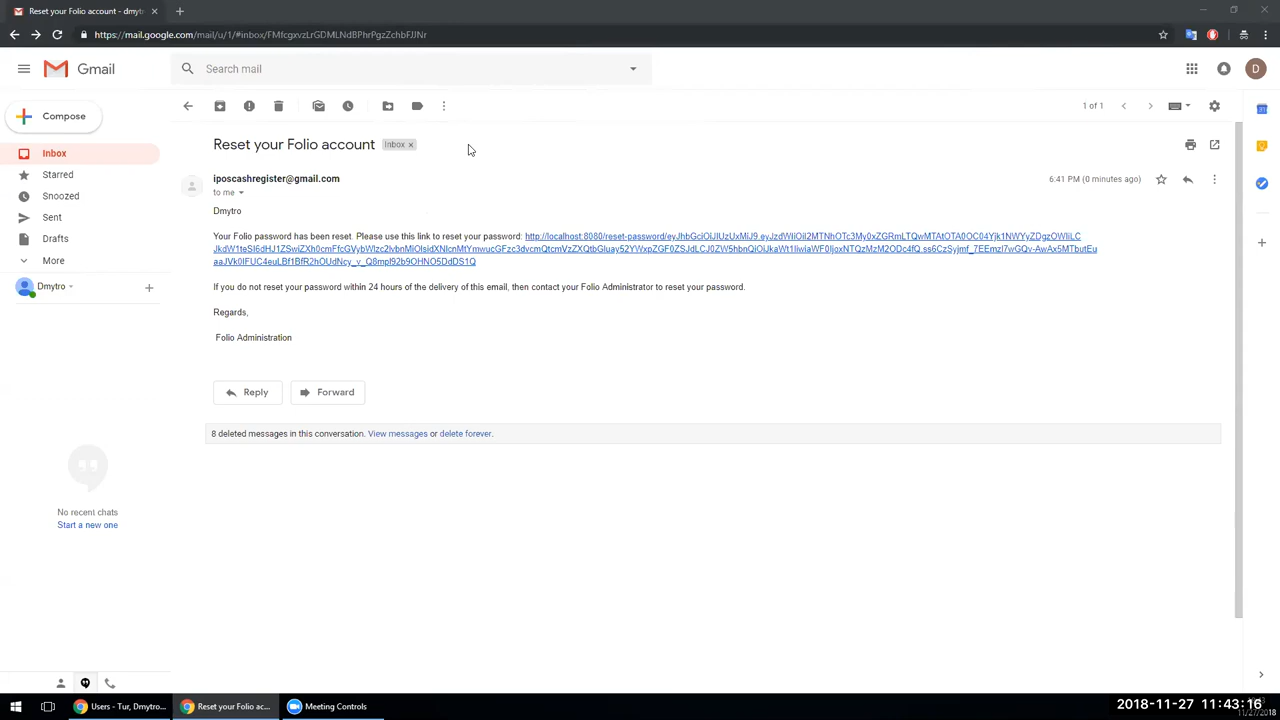 Reset your Folio account - dm
https://mail.google.com/mail/u/1/#inbox/FMfcgxvzLrGDMLNdBPhrPgzZchbFJJNr
Gmail
Search mail
Compose
1 of 1
Inbox
Starred
Snoozed
Sent
Drafts
More
Dmytro
Reset your Folio account Inbox x
iposcashregister@gmail.com
6:41 PM (0 minutes ago)
to me
Dmytro
Your Folio password has been reset. Please use this link to reset your password:
If you do not reset your password within 24 hours of the delivery of this email, then contact your Folio Administrator to reset your password.
Regards,
Folio Administration
Reply Forward
8 deleted messages in this conversation. View messages or delete forever.
No recent chats
Start a new one
Users - Tur, Dmytro...
Reset your Folio ac...
Meeting Controls
2018-11-27 11:43:16